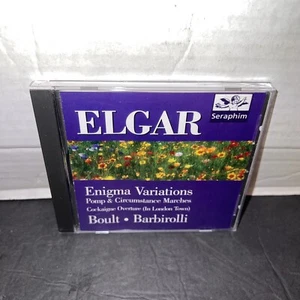 Seraphim
ELGAR
Enigma Variations
Pomp & Circumstance Marches
Cockaigne Overture (In London Town)
Boult • Barbirolli